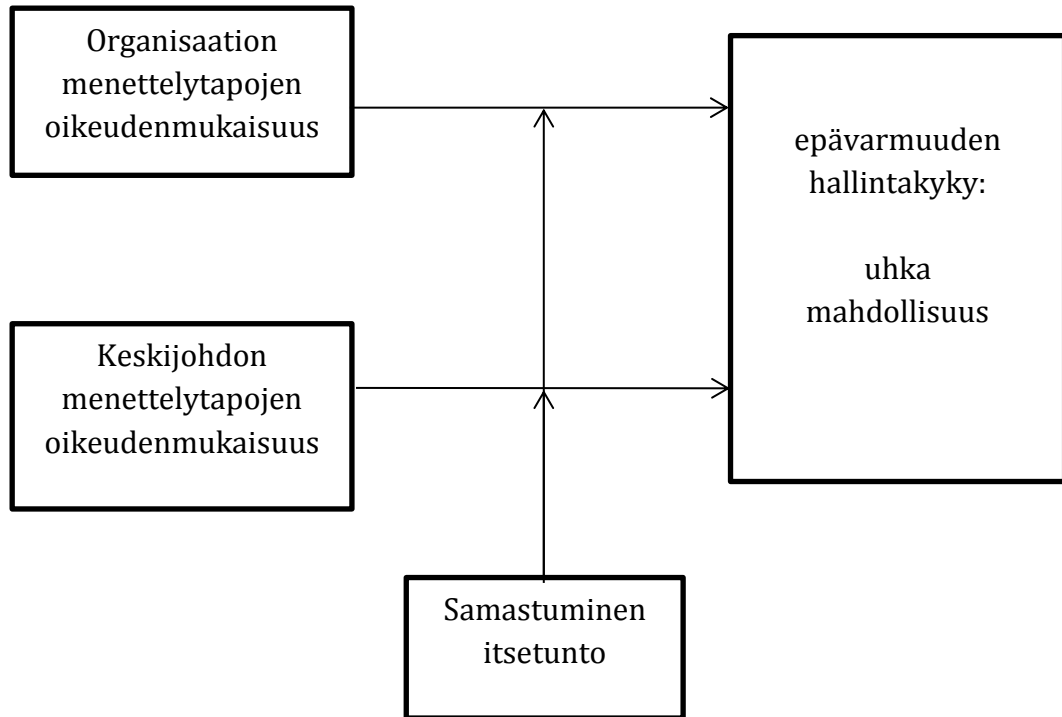 Organisaation
menettelytapojen
oikeudenmukaisuus
epävarmuuden
hallintakyky:
uhka
mahdollisuus
Keskijohdon
menettelytapojen
oikeudenmukaisuus
Samastuminen
itsetunto